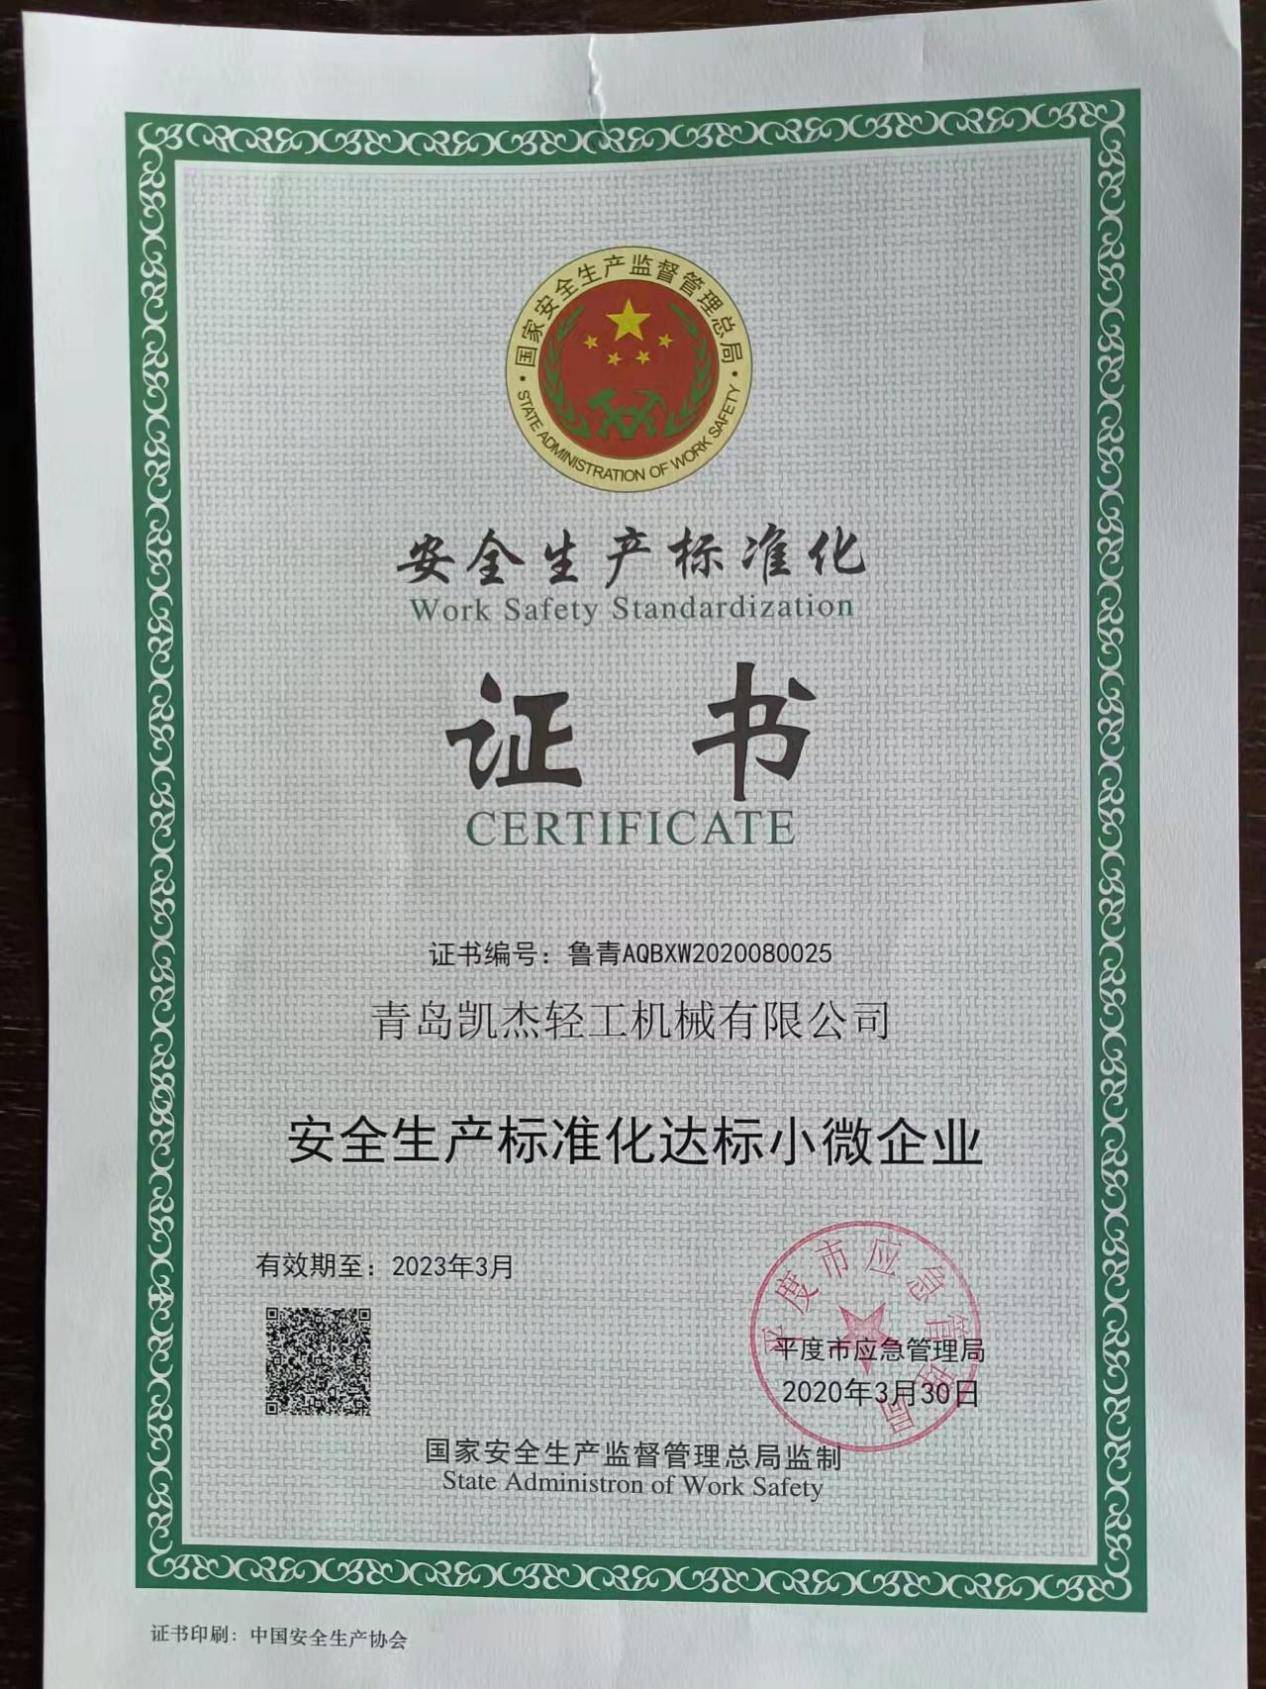 国家安全生产监督管理总局
STATE ADMINISTRATION OF WORK SAFETY
安全生产标准化
Work Safety Standardization
证书
CERTIFICATE
证书编号：鲁青AQBXW2020080025
青岛凯杰轻工机械有限公司
安全生产标准化达标小微企业
有效期至：2023年3月
平度市应急管理局
平度市应急管理局
2020年3月30日
国家安全生产监督管理总局监制
State Administron of Work Safety
证书印刷：中国安全生产协会